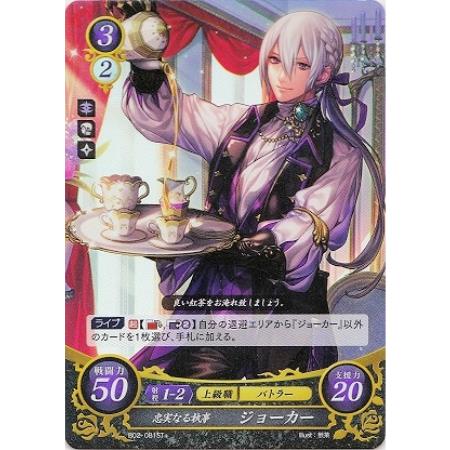 3
2
良い紅茶をお淹れ致しましょう。
ライブ 起 自分の退避エリアから『ジョーカー』以外
のカードを1枚選び、手札に加える。
戦闘力
50
射程 1-2
上級職
バトラー
支援力
20
忠実なる執事 ジョーカー
B02-081ST+
Illust: